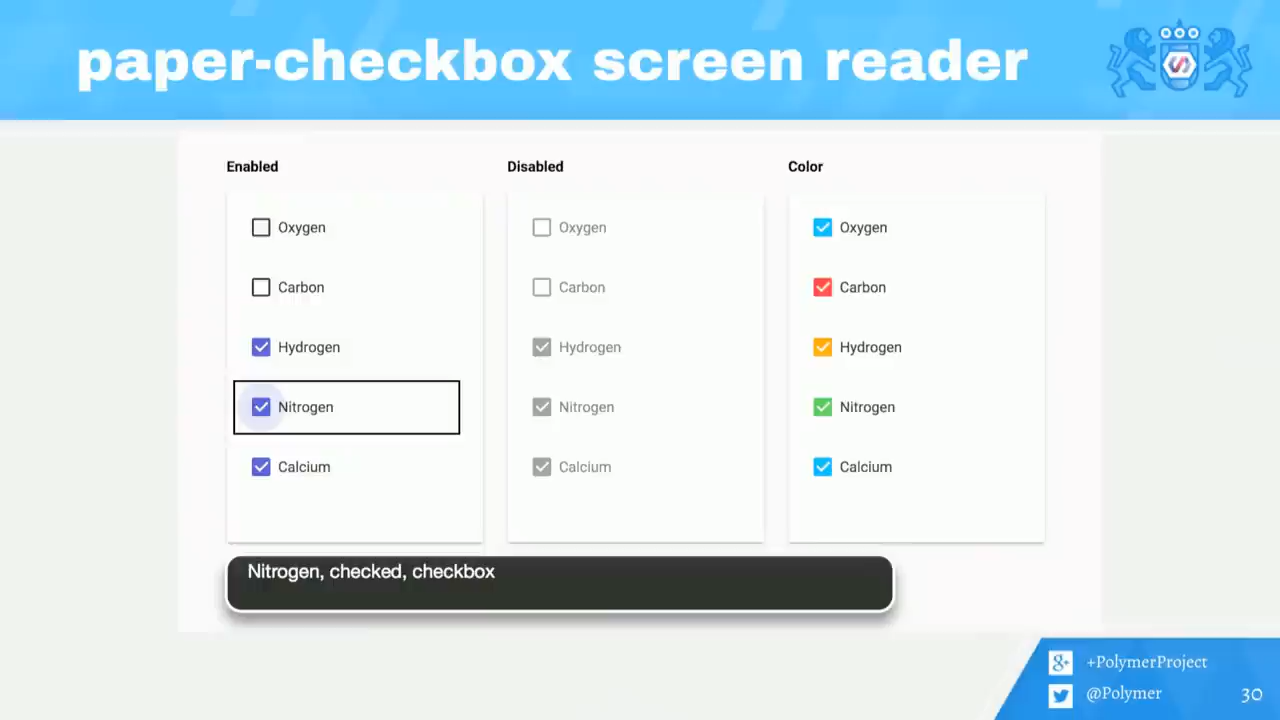 paper-checkbox screen reader
Enabled
Oxygen
Carbon
Hydrogen
Nitrogen
Calcium
Disabled
Oxygen
Carbon
Hydrogen
Nitrogen
Calcium
Color
Oxygen
Carbon
Hydrogen
Nitrogen
Calcium
Nitrogen, checked, checkbox
+PolymerProject
@Polymer
30